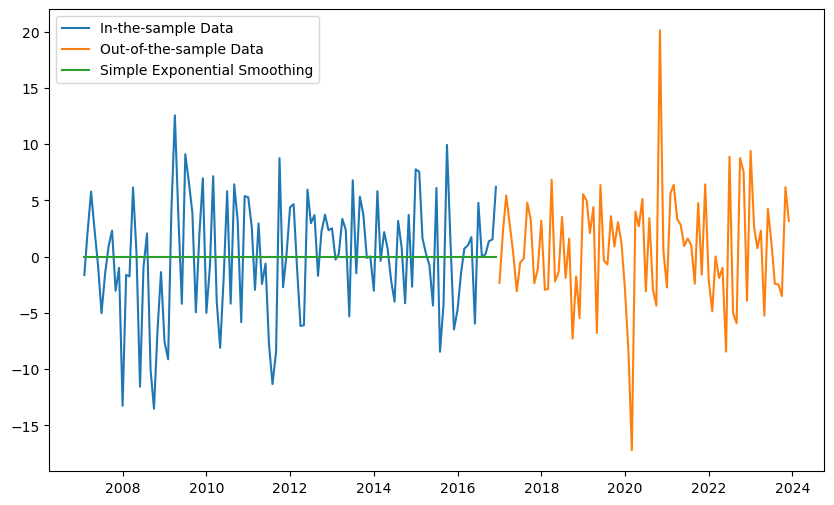 In-the-sample Data
Out-of-the-sample Data
Simple Exponential Smoothing
20
15
10
5
0
−5
−10
−15
2008 2010 2012 2014 2016 2018 2020 2022 2024